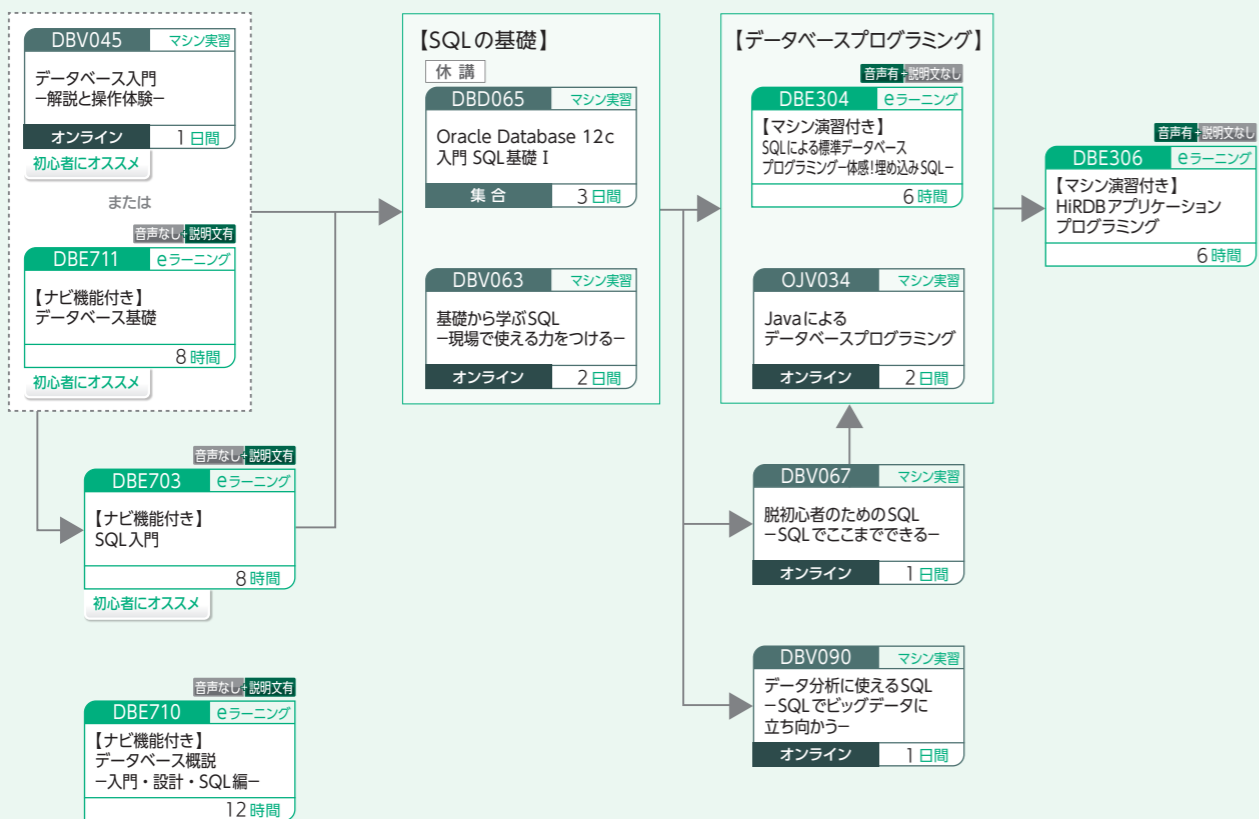 DBV045 マシン実習
データベース入門
−解説と操作体験−
オンライン 1日間
初心者にオススメ
または
音声なし+説明文有
DBE711 eラーニング
【ナビ機能付き】
データベース基礎
8時間
初心者にオススメ
音声なし+説明文有
DBE703 eラーニング
【ナビ機能付き】
SQL入門
8時間
初心者にオススメ
音声なし+説明文有
DBE710 eラーニング
【ナビ機能付き】
データベース概説
−入門・設計・SQL編−
12時間
【SQLの基礎】
休講
DBD065 マシン実習
Oracle Database 12c
入門 SQL基礎 I
集合 3日間
DBV063 マシン実習
基礎から学ぶSQL
−現場で使える力をつける−
オンライン 2日間
【データベースプログラミング】
音声有+説明文なし
DBE304 eラーニング
【マシン演習付き】
SQLによる標準データベース
プログラミング−体感!埋め込みSQL−
6時間
OJV034 マシン実習
Javaによる
データベースプログラミング
オンライン 2日間
DBV067 マシン実習
脱初心者のためのSQL
−SQLでここまでできる−
オンライン 1日間
DBV090 マシン実習
データ分析に使えるSQL
−SQLでビッグデータに
立ち向かう−
オンライン 1日間
音声有+説明文なし
DBE306 eラーニング
【マシン演習付き】
HiRDBアプリケーション
プログラミング
6時間